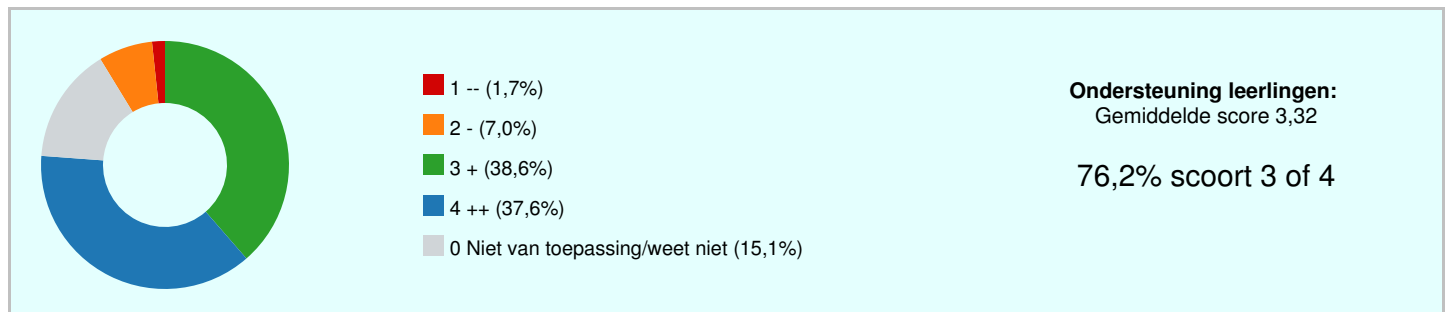 1 -- (1,7%)
2 - (7,0%)
3 + (38,6%)
4 ++ (37,6%)
0 Niet van toepassing/weet niet (15,1%)
Ondersteuning leerlingen:
Gemiddelde score 3,32
76,2% scoort 3 of 4